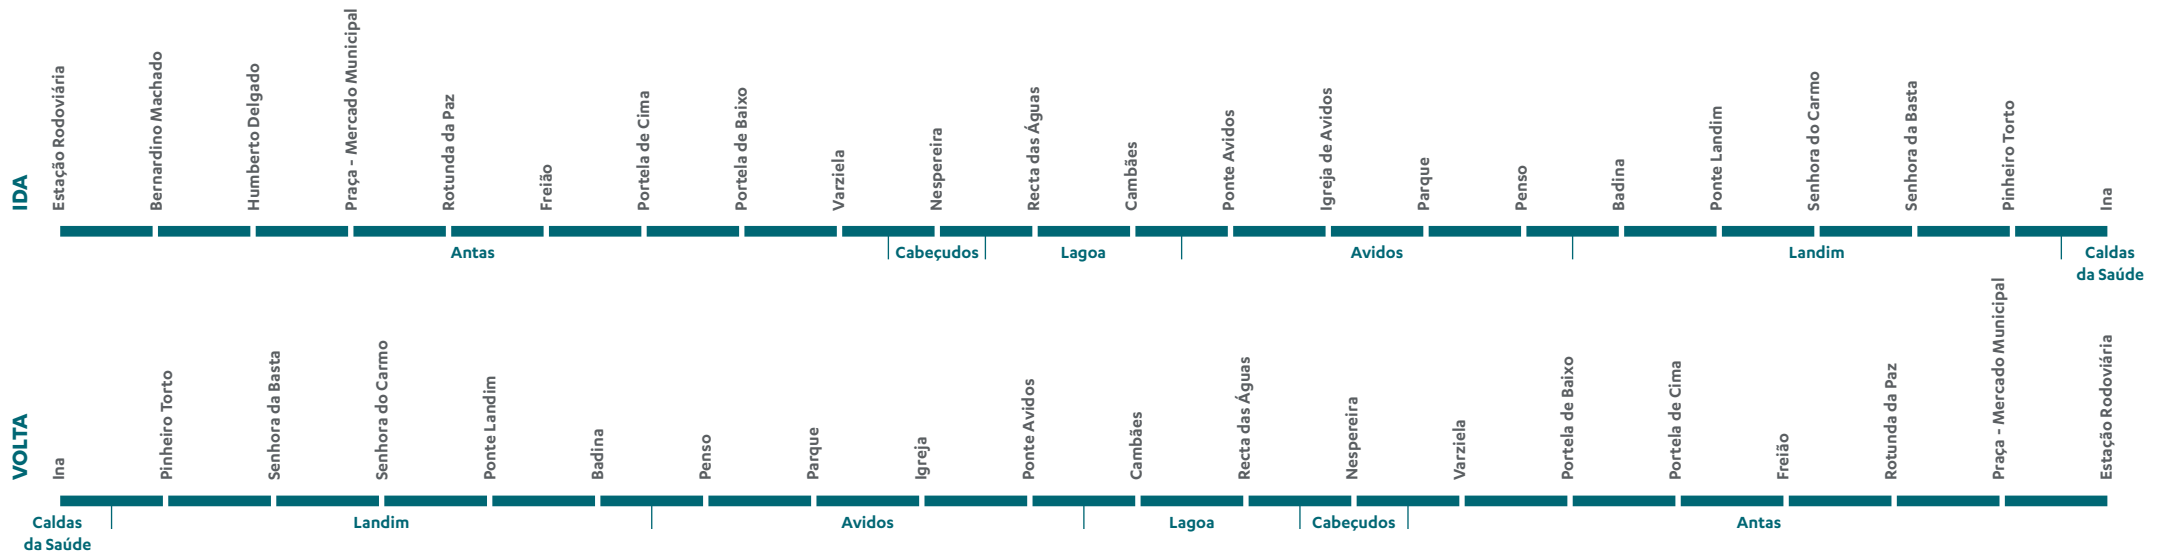 IDA
Estação Rodoviária
Bernardino Machado
Humberto Delgado
Praça - Mercado Municipal
Rotunda da Paz
Freião
Portela de Cima
Portela de Baixo
Varziela
Nespereira
Recta das Águas
Cambães
Ponte Avidos
Igreja de Avidos
Parque
Penso
Badina
Ponte Landim
Senhora do Carmo
Senhora da Basta
Pinheiro Torto
Ina
Antas
Cabeçudos
Lagoa
Avidos
Landim
Caldas
da Saúde
VOLTA
Ina
Pinheiro Torto
Senhora da Basta
Senhora do Carmo
Ponte Landim
Badina
Penso
Parque
Igreja
Ponte Avidos
Cambães
Recta das Águas
Nespereira
Varziela
Portela de Baixo
Portela de Cima
Freião
Rotunda da Paz
Praça - Mercado Municipal
Estação Rodoviária
Caldas
da Saúde
Landim
Avidos
Lagoa
Cabeçudos
Antas